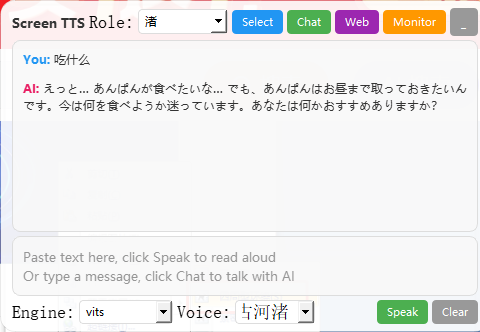 Screen TTS Role: 渚 Select Chat Web Monitor _
You: 吃什么
AI: えっと... あんぱんが食べたいな... でも、あんぱんはお昼まで取っておきたいん
です。今は何を食べようか迷っています。あなたは何かおすすめありますか?
Paste text here, click Speak to read aloud
Or type a message, click Chat to talk with AI
Engine: vits Voice: 古河渚 Speak Clear